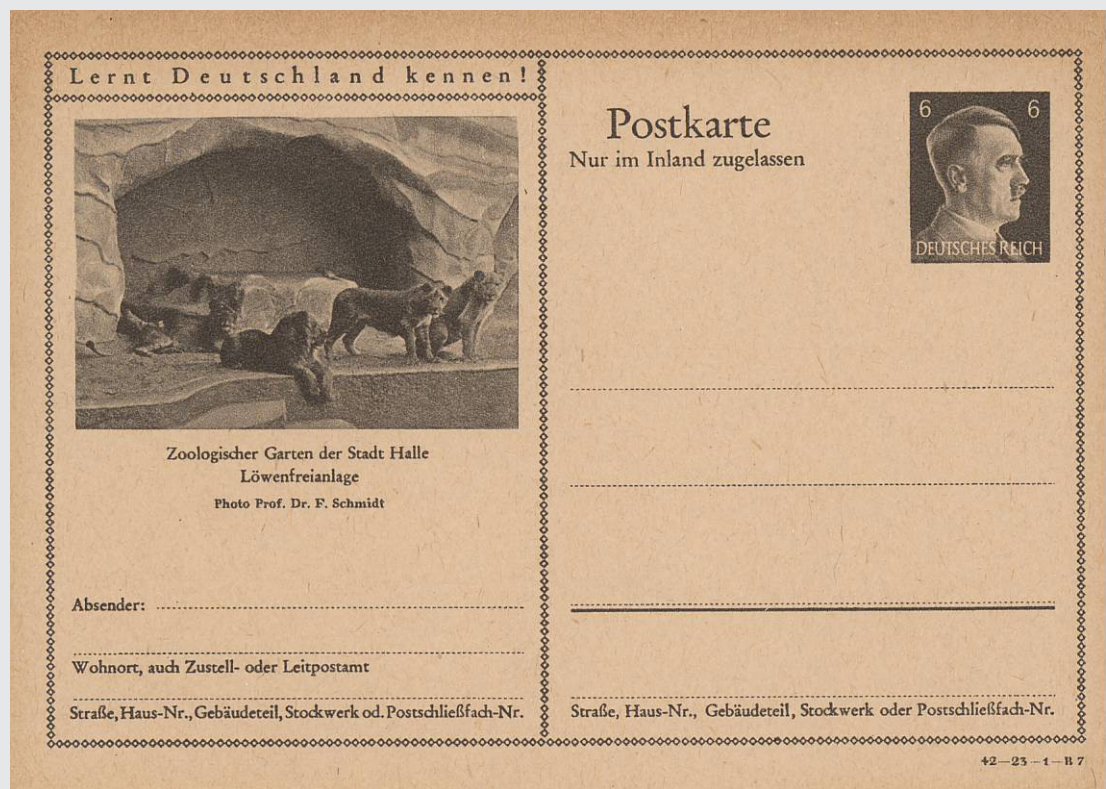 Lernt Deutschland kennen!
Zoologischer Garten der Stadt Halle
Löwenfreianlage
Photo Prof. Dr. F. Schmidt
Absender:
Wohnort, auch Zustell- oder Leitpostamt
Straße, Haus-Nr., Gebäudeteil, Stockwerk od. Postschließfach-Nr.
Postkarte
Nur im Inland zugelassen
6 6
DEUTSCHES REICH
Straße, Haus-Nr., Gebäudeteil, Stockwerk oder Postschließfach-Nr.
42—23—1—B 7